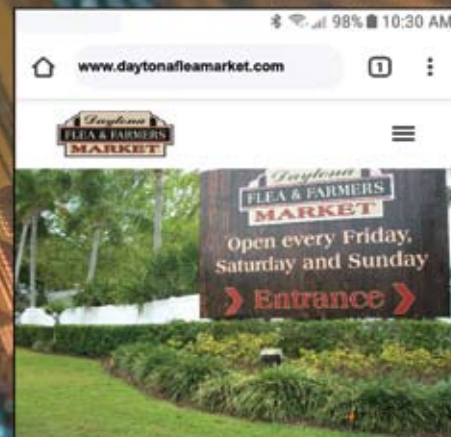 98% 10:30 AM
www.daytonafleamarket.com
1
Daytona
FLEA & FARMERS
MARKET
Daytona
FLEA & FARMERS
MARKET
Open every Friday,
Saturday and Sunday
Entrance